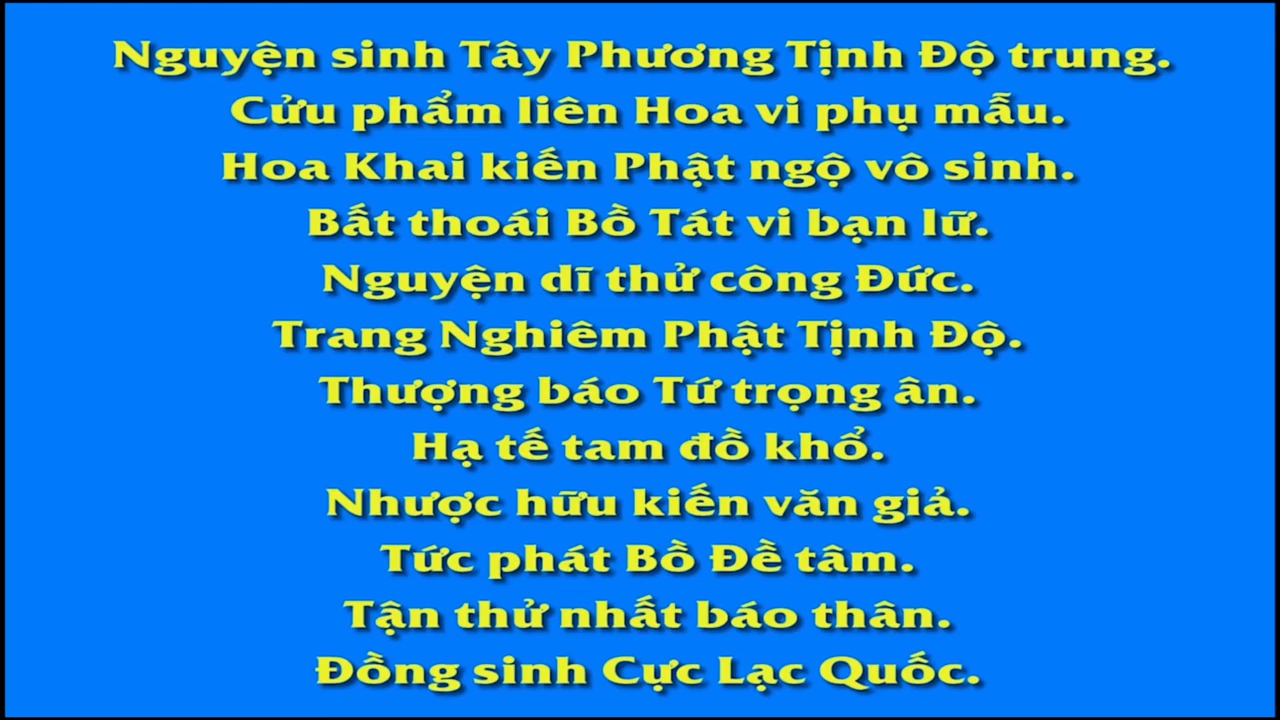 Nguyện sinh Tây Phương Tịnh Độ trung.
Cửu phẩm liên Hoa vi phụ mẫu.
Hoa Khai kiến Phật ngộ vô sinh.
Bất thoái Bồ Tát vi bạn lữ.
Nguyện dĩ thử công Đức.
Trang Nghiêm Phật Tịnh Độ.
Thượng báo Tứ trọng ân.
Hạ tế tam đồ khổ.
Nhược hữu kiến văn giả.
Tức phát Bồ Đề tâm.
Tận thử nhất báo thân.
Đồng sinh Cực Lạc Quốc.